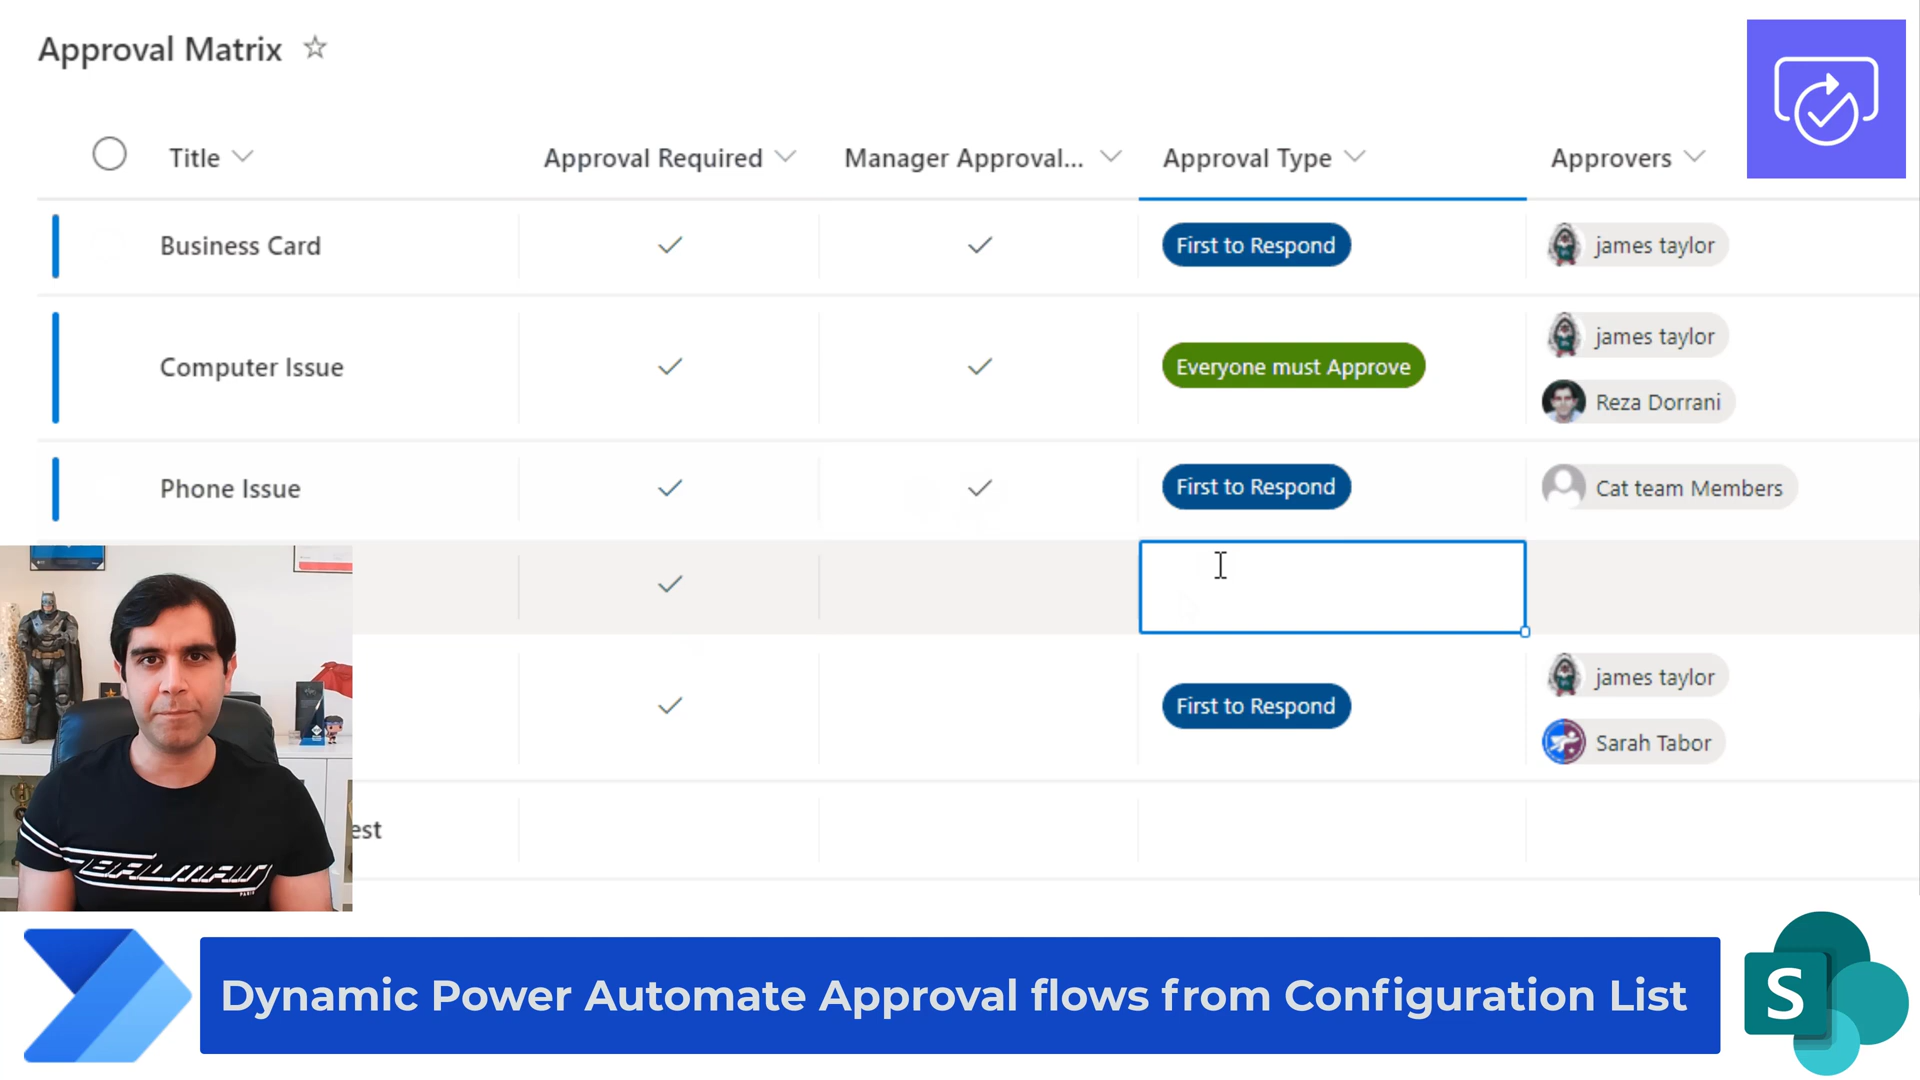 Approval Matrix
Title Approval Required Manager Approval... Approval Type Approvers
Business Card First to Respond james taylor
Computer Issue Everyone must Approve james taylor
Reza Dorrani
Phone Issue First to Respond Cat team Members
First to Respond james taylor
Sarah Tabor
est
BALMAIN
PARIS
Dynamic Power Automate Approval flows from Configuration List
S